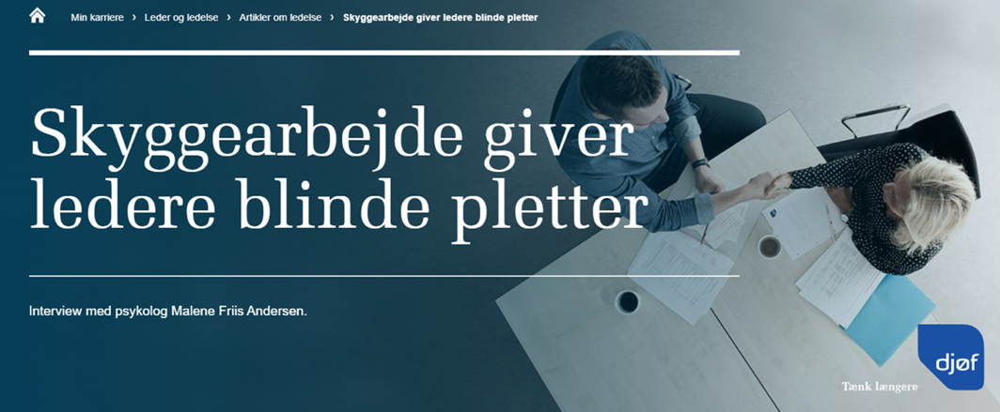 Min karriere › Leder og ledelse › Artikler om ledelse › Skyggearbejde giver ledere blinde pletter
Skyggearbejde giver
ledere blinde pletter
Interview med psykolog Malene Friis Andersen.
djøf
Tænk længere